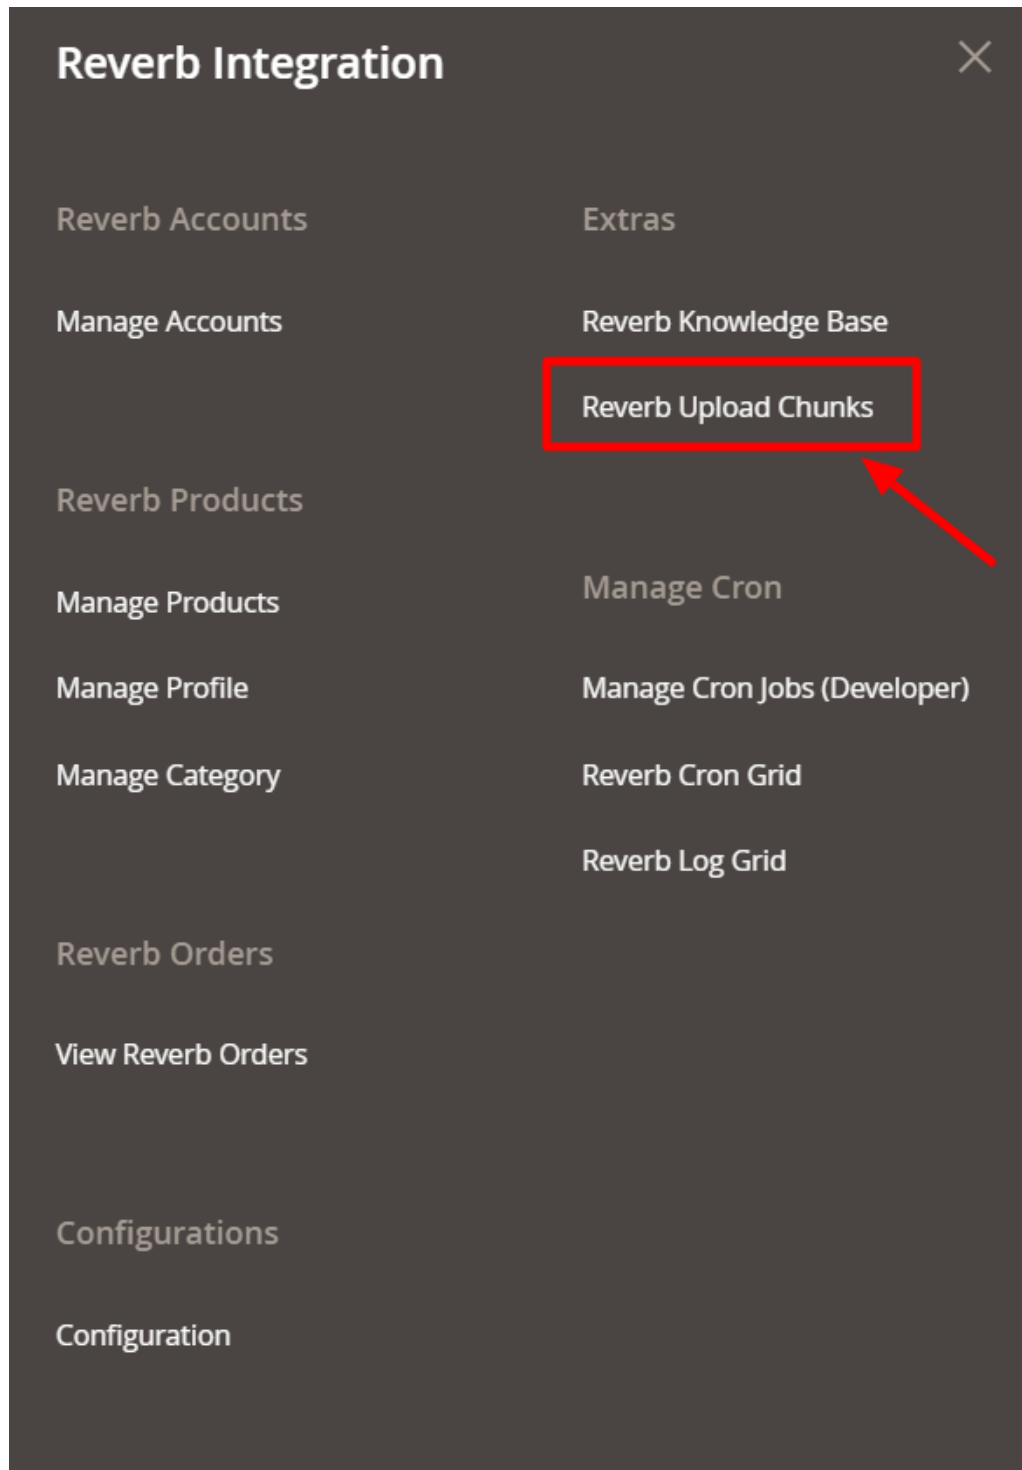 Reverb Integration
Reverb Accounts
Manage Accounts
Reverb Products
Manage Products
Manage Profile
Manage Category
Reverb Orders
View Reverb Orders
Configurations
Configuration
Extras
Reverb Knowledge Base
Reverb Upload Chunks
Manage Cron
Manage Cron Jobs (Developer)
Reverb Cron Grid
Reverb Log Grid